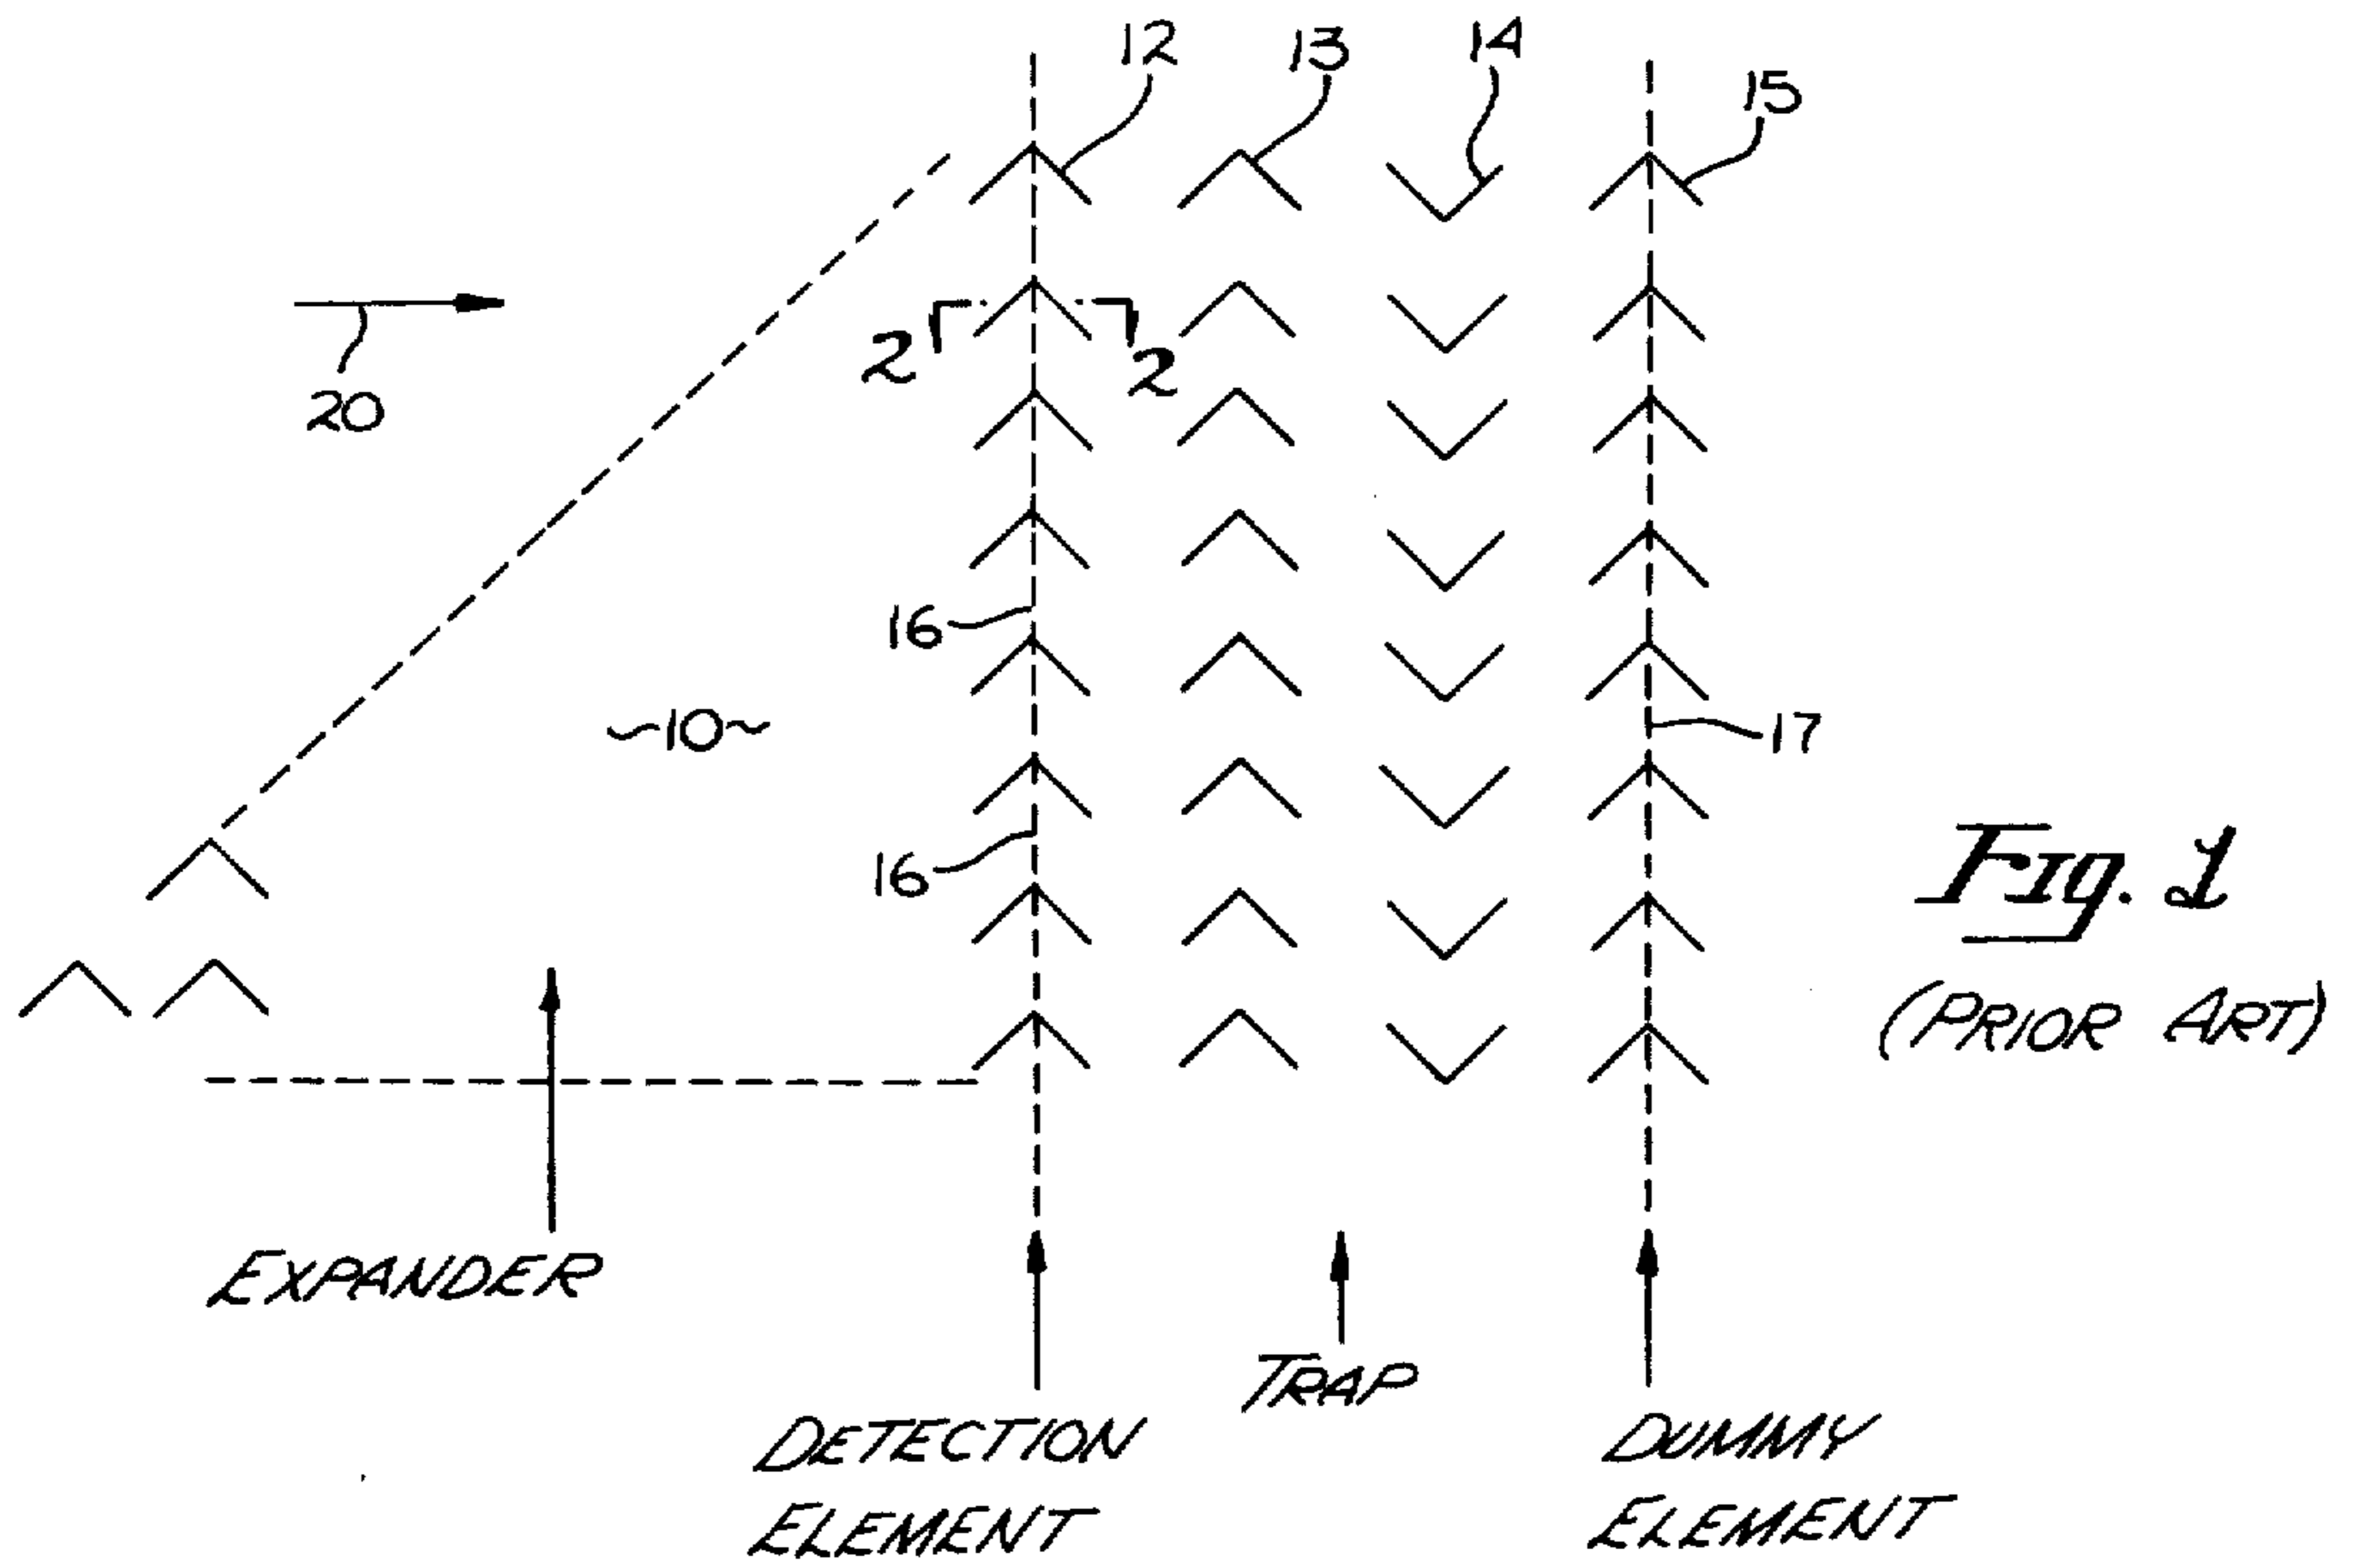 12
13
14
15
2
2
20
16
10
17
16
Fig. 1
(PRIOR ART)
EXPANDER
TRAP
DETECTION
ELEMENT
DUMMY
ELEMENT